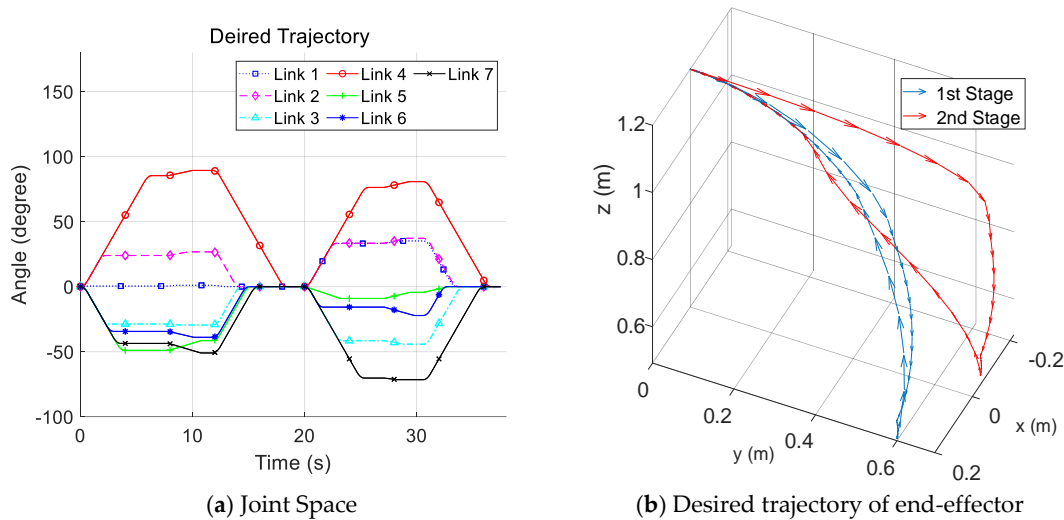 Deired Trajectory
Link 1 Link 4 Link 7
Link 2 Link 5
Link 3 Link 6
150
100
50
0
-50
-100
0 10 20 30
Angle (degree)
Time (s)
(a) Joint Space
1st Stage
2nd Stage
1.2
1
0.8
0.6
z (m)
0
0.2
0.4
0.6
y (m)
-0.2
0
0.2
x (m)
(b) Desired trajectory of end-effector